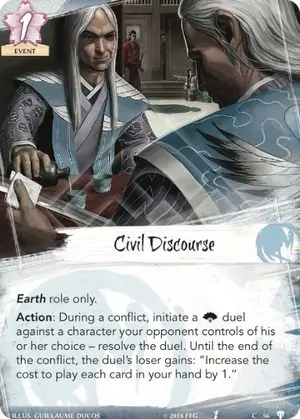 1
EVENT
Civil Discourse
Earth role only.
Action: During a conflict, initiate a duel
against a character your opponent controls of his
or her choice – resolve the duel. Until the end
of the conflict, the duel's loser gains: "Increase the
cost to play each card in your hand by 1."
ILLUS: GUILLAUME DUCOS
2018 FFG
C 56